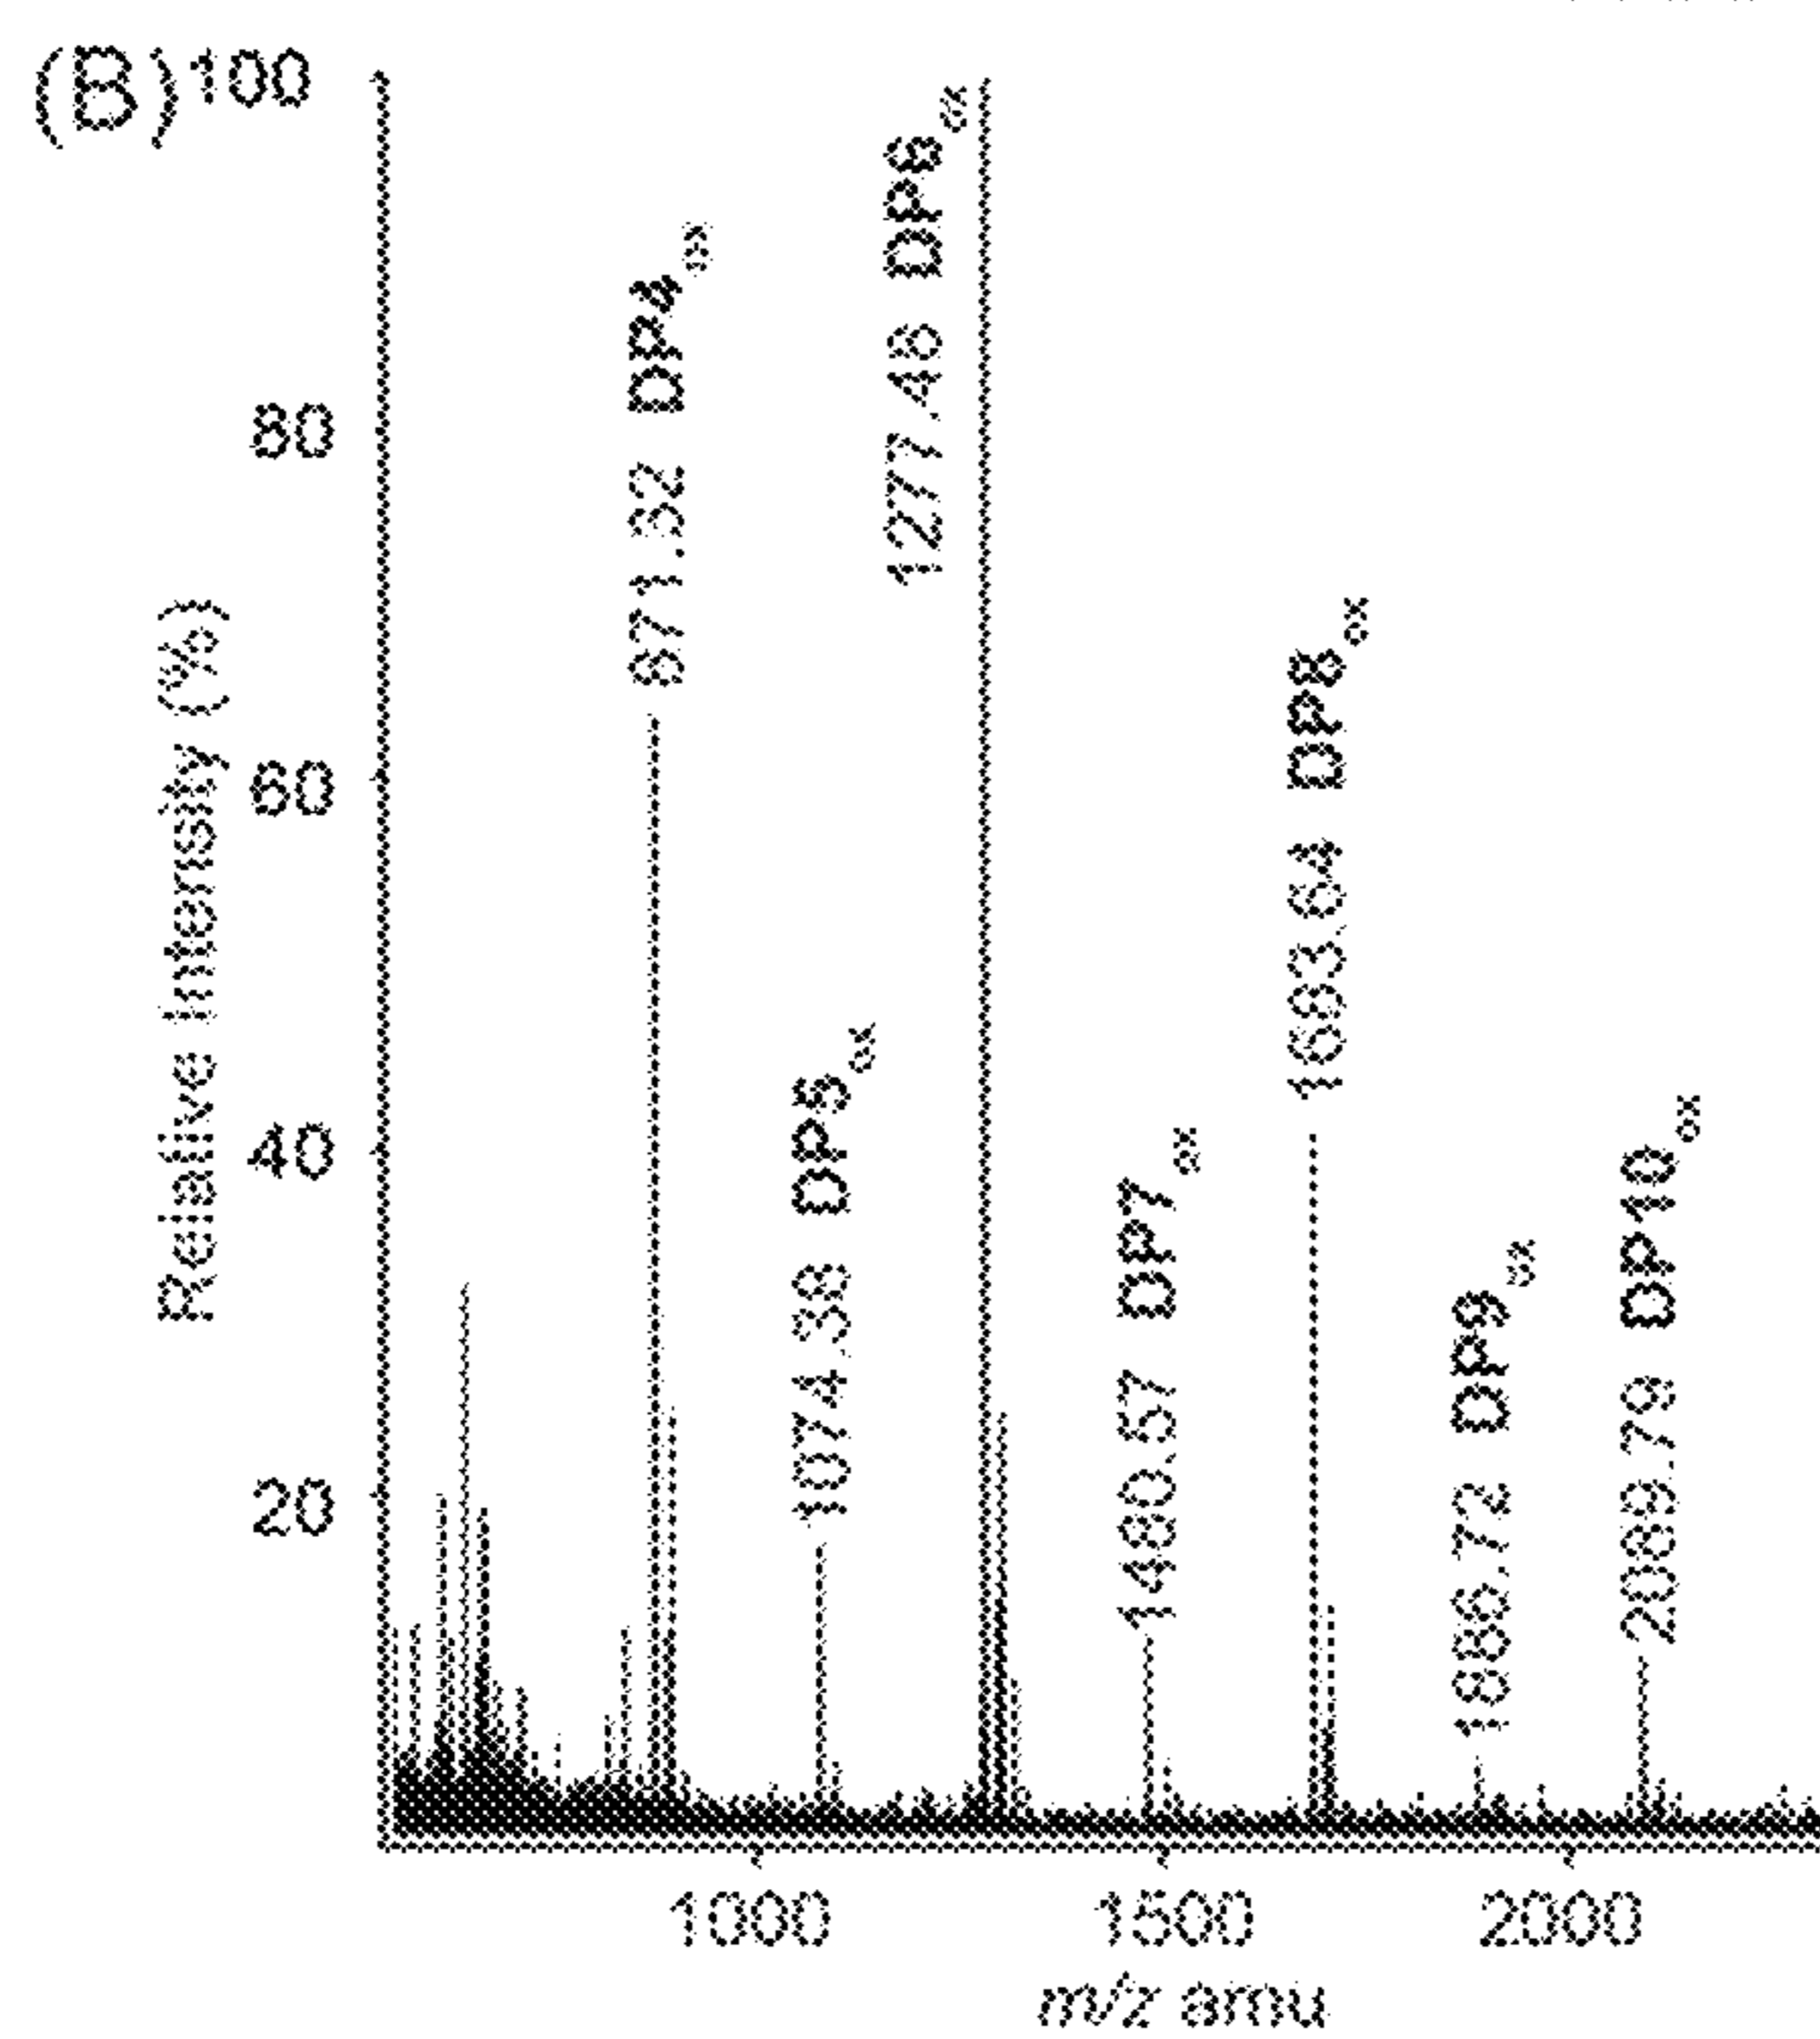 (B)
100
80
60
40
20
Relative Intensity (%)
871.32 DP4ox
1074.38 DP5ox
1277.48 DP6ox
1480.57 DP7ox
1683.64 DP8ox
1886.72 DP9ox
2089.79 DP10ox
1000
1500
2000
m/z amu